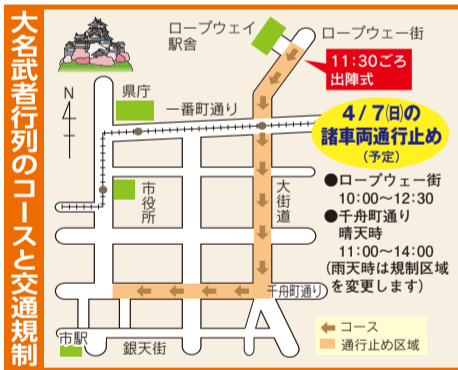 大名武者行列のコースと交通規制
ロープウェイ
駅舎
ロープウェー街
11:30ごろ
出陣式
N
県庁
一番町通り
4/7(日)の
諸車両通行止め
(予定)
●ロープウェー街
10:00〜12:30
●千舟町通り
晴天時
11:00〜14:00
(雨天時は規制区域
を変更します)
市役所
大街道
千舟町通り
市駅
銀天街
コース
通行止め区域